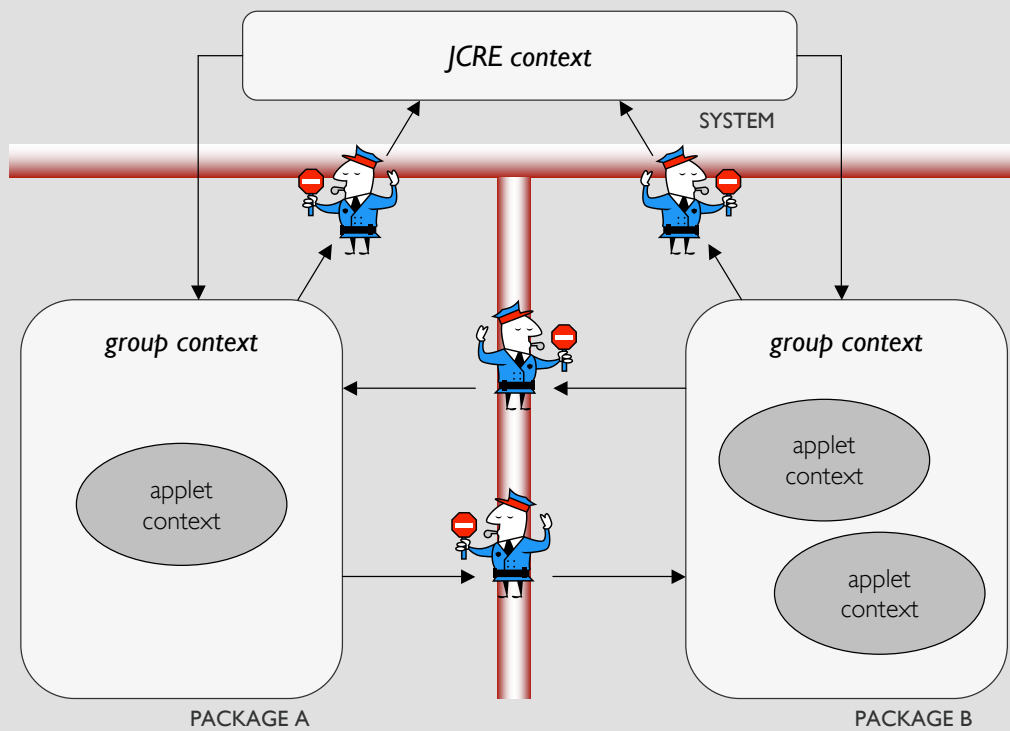 JCRE context
SYSTEM
group context
applet
context
PACKAGE A
group context
applet
context
applet
context
PACKAGE B